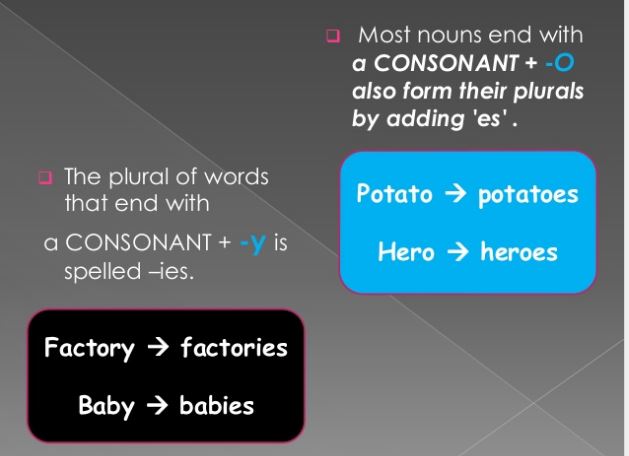 Most nouns end with
a CONSONANT + -O
also form their plurals
by adding 'es' .
Potato → potatoes
Hero → heroes
The plural of words
that end with
a CONSONANT + -y is
spelled –ies.
Factory → factories
Baby → babies